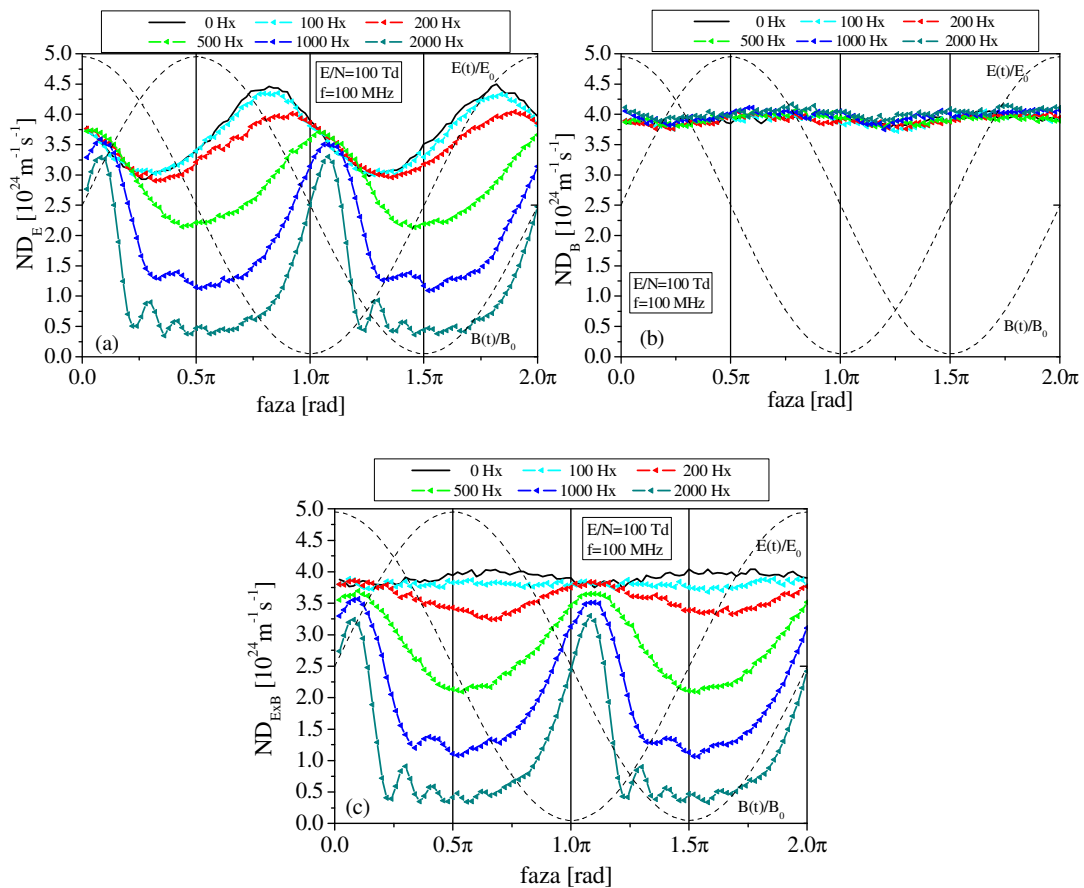 0 Hx 100 Hx 200 Hx
500 Hx 1000 Hx 2000 Hx
5.0
4.5
4.0
3.5
3.0
2.5
2.0
1.5
1.0
0.5
0.0
ND_E [10^24 m^-1 s^-1]
E/N=100 Td
f=100 MHz
E(t)/E_0
B(t)/B_0
(a)
0.0 0.5π 1.0π 1.5π 2.0π
faza [rad]
0 Hx 100 Hx 200 Hx
500 Hx 1000 Hx 2000 Hx
5.0
4.5
4.0
3.5
3.0
2.5
2.0
1.5
1.0
0.5
0.0
ND_B [10^24 m^-1 s^-1]
E(t)/E_0
E/N=100 Td
f=100 MHz
B(t)/B_0
(b)
0.0 0.5π 1.0π 1.5π 2.0π
faza [rad]
0 Hx 100 Hx 200 Hx
500 Hx 1000 Hx 2000 Hx
5.0
4.5
4.0
3.5
3.0
2.5
2.0
1.5
1.0
0.5
0.0
ND_ExB [10^24 m^-1 s^-1]
E/N=100 Td
f=100 MHz
E(t)/E_0
B(t)/B_0
(c)
0.0 0.5π 1.0π 1.5π 2.0π
faza [rad]